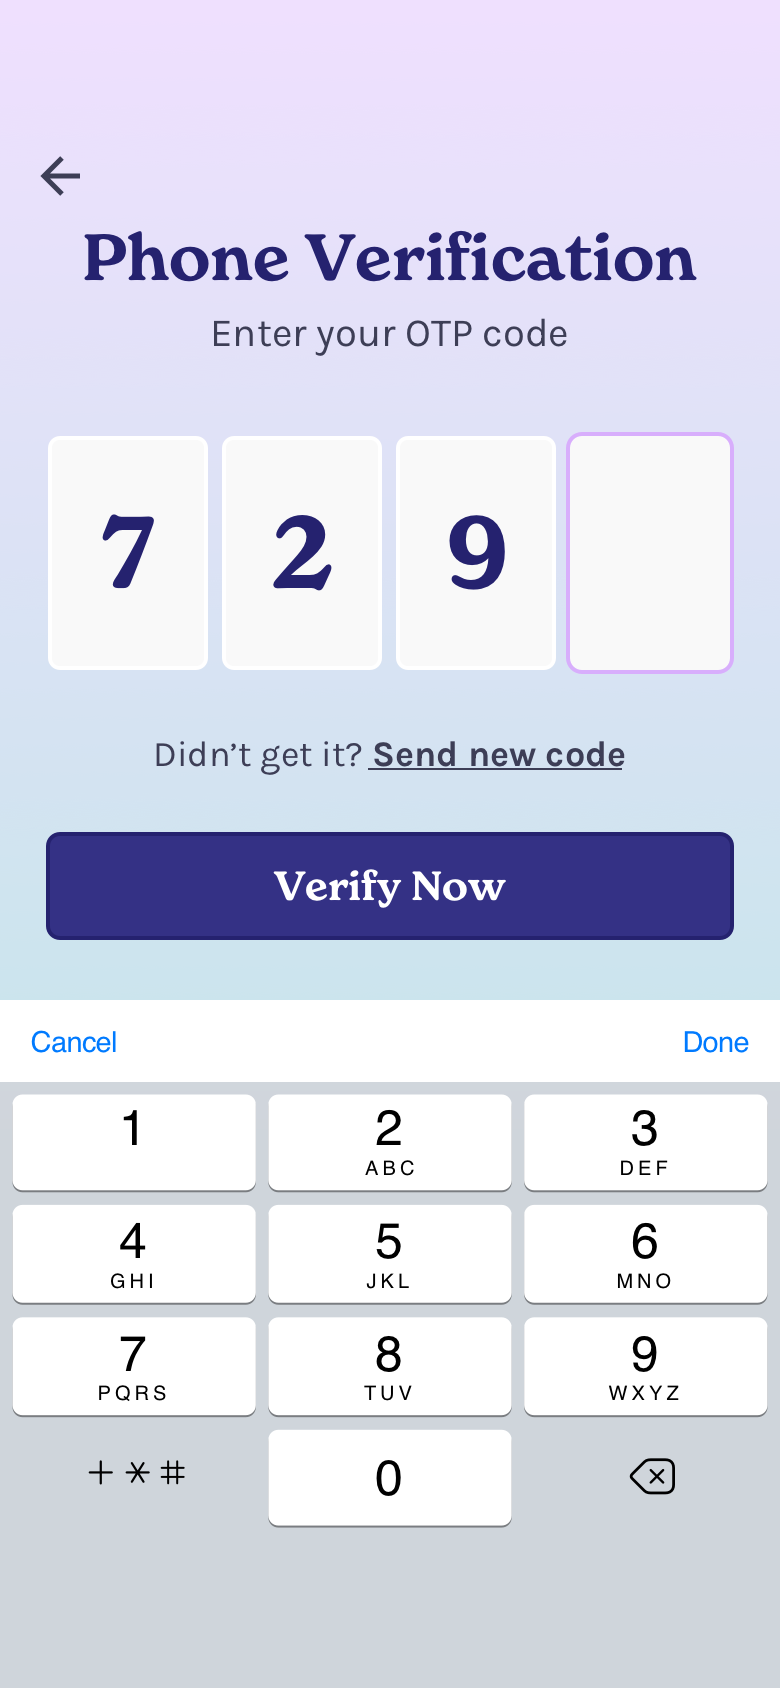 Phone Verification
Enter your OTP code
7 2 9
Didn’t get it? Send new code
Verify Now
Cancel Done
1 2 3
ABC DEF
4 5 6
GHI JKL MNO
7 8 9
PQRS TUV WXYZ
+*# 0